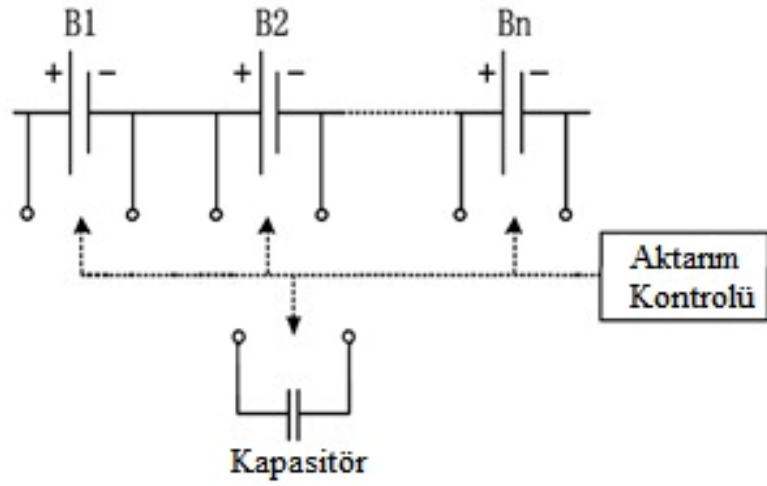 B1 B2 Bn
+ - + - + -
Aktarım
Kontrolü
Kapasitör